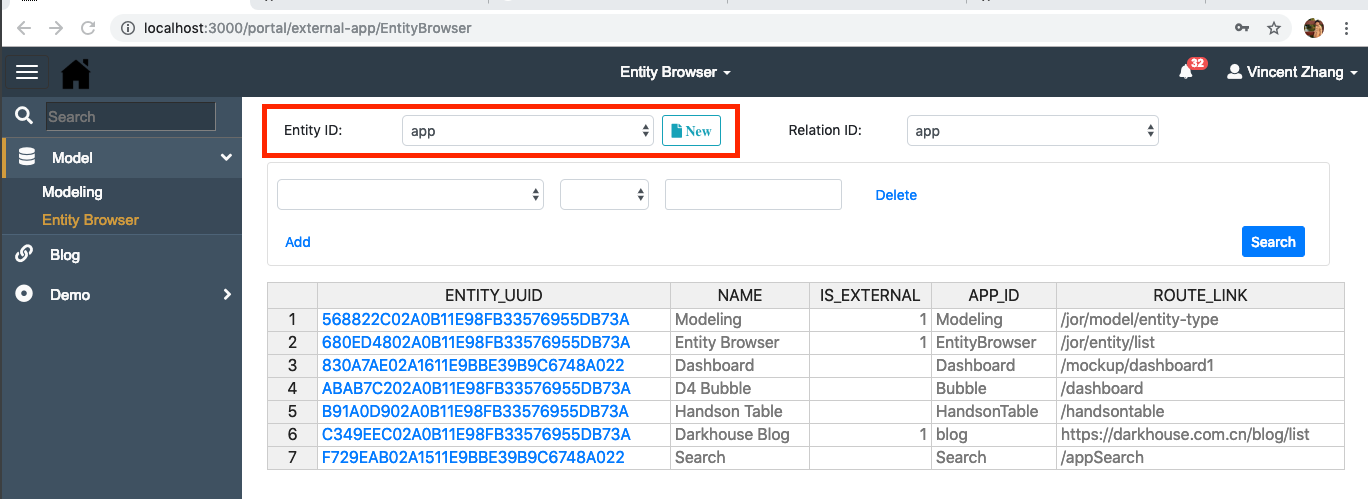 localhost:3000/portal/external-app/EntityBrowser
Entity Browser
32
Vincent Zhang
Search
Model
Modeling
Entity Browser
Blog
Demo
Entity ID:
app
New
Relation ID:
app
Delete
Add
Search
ENTITY_UUID NAME IS_EXTERNAL APP_ID ROUTE_LINK
1 568822C02A0B11E98FB33576955DB73A Modeling 1 Modeling /jor/model/entity-type
2 680ED4802A0B11E98FB33576955DB73A Entity Browser 1 EntityBrowser /jor/entity/list
3 830A7AE02A1611E9BBE39B9C6748A022 Dashboard Dashboard /mockup/dashboard1
4 ABAB7C202A0B11E98FB33576955DB73A D4 Bubble Bubble /dashboard
5 B91A0D902A0B11E98FB33576955DB73A Handson Table HandsonTable /handsontable
6 C349EEC02A0B11E98FB33576955DB73A Darkhouse Blog 1 blog https://darkhouse.com.cn/blog/list
7 F729EAB02A1511E9BBE39B9C6748A022 Search Search /appSearch